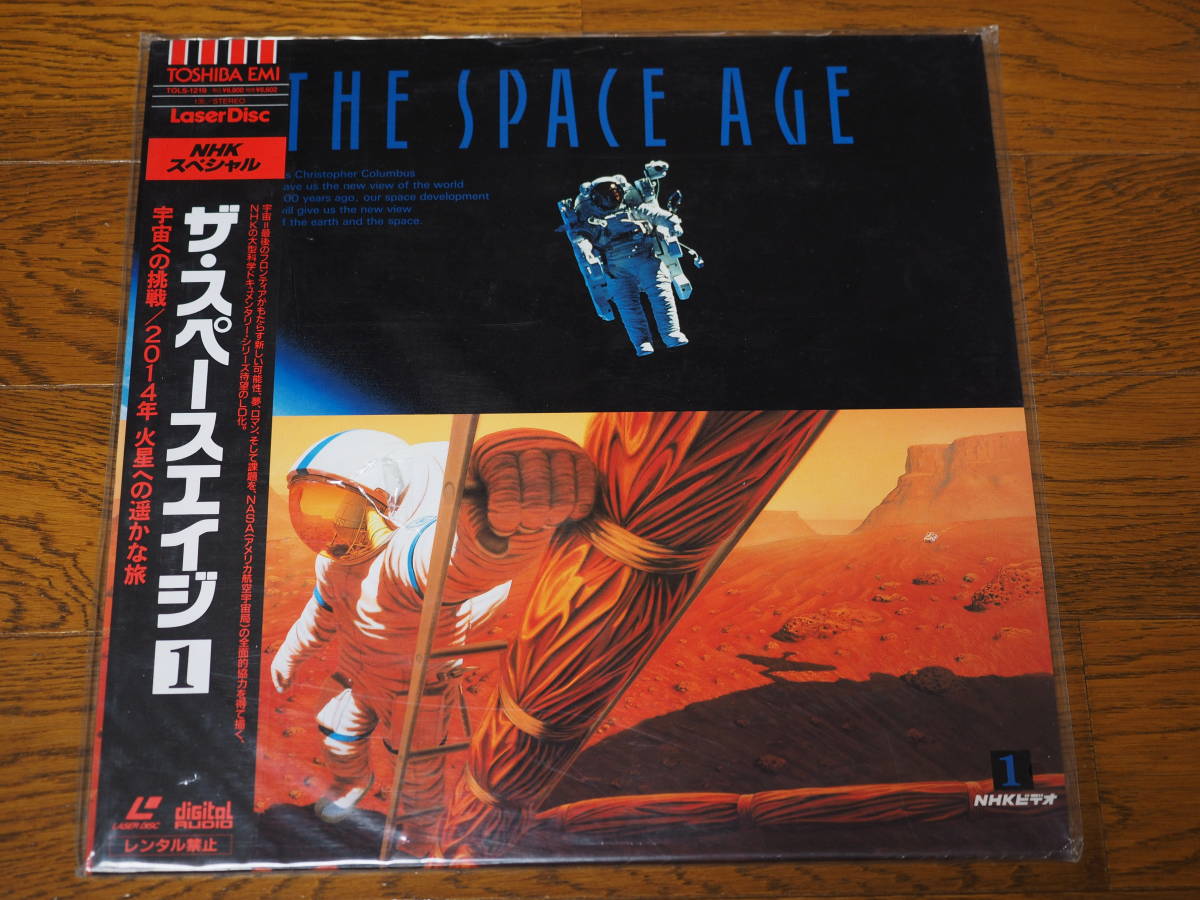 TOSHIBA EMI
TOLS-1219
LaserDisc
NHK
スペシャル
ザ・スペースエイジ 1
宇宙への挑戦/2014年 火星への遥かな旅
宇宙=最後のフロンティアがもたらす新しい可能性、夢、ロマン、そして課題を、NASA(アメリカ航空宇宙局)の全面的協力を得て描く、
NHKの大型科学ドキュメンタリー・シリーズ待望のLD化。
LASER DISC
digital AUDIO
レンタル禁止
THE SPACE AGE
Christopher Columbus
us the new view of the world
years ago, our space development
give us the new view
the earth and the space.
1
NHKビデオ